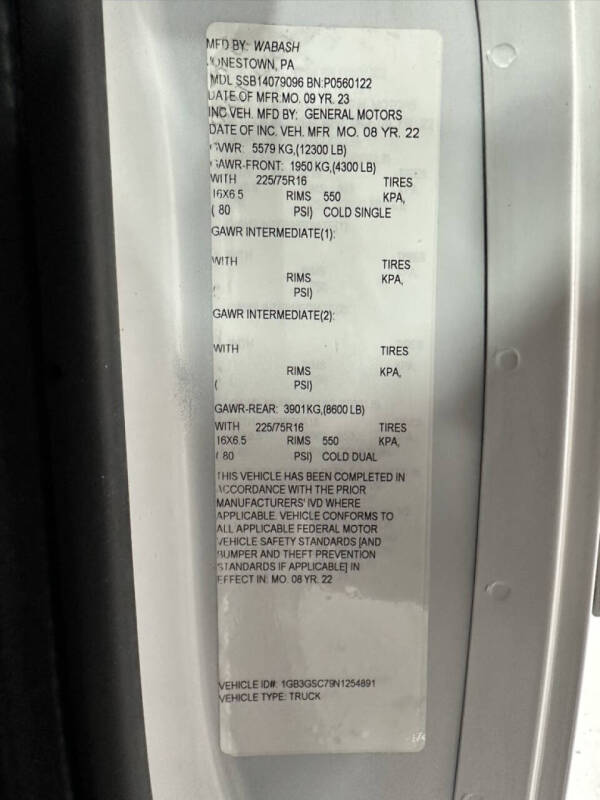 MFD BY: WABASH
JONESTOWN, PA
MDL SSB14079096 BN:P0560122
DATE OF MFR:MO. 09 YR. 23
INC VEH. MFD BY: GENERAL MOTORS
DATE OF INC. VEH. MFR MO. 08 YR. 22
GVWR: 5579 KG,(12300 LB)
GAWR-FRONT: 1950 KG,(4300 LB)
WITH 225/75R16 TIRES
16X6.5 RIMS 550 KPA,
( 80 PSI) COLD SINGLE
GAWR INTERMEDIATE(1):
WITH TIRES
RIMS KPA,
( PSI)
GAWR INTERMEDIATE(2):
WITH TIRES
RIMS KPA,
( PSI)
GAWR-REAR: 3901KG,(8600 LB)
WITH 225/75R16 TIRES
16X6.5 RIMS 550 KPA,
( 80 PSI) COLD DUAL
THIS VEHICLE HAS BEEN COMPLETED IN
ACCORDANCE WITH THE PRIOR
MANUFACTURERS' IVD WHERE
APPLICABLE. VEHICLE CONFORMS TO
ALL APPLICABLE FEDERAL MOTOR
VEHICLE SAFETY STANDARDS [AND
BUMPER AND THEFT PREVENTION
STANDARDS IF APPLICABLE] IN
EFFECT IN: MO. 08 YR. 22
VEHICLE ID#: 1GB3GSC79N1254891
VEHICLE TYPE: TRUCK